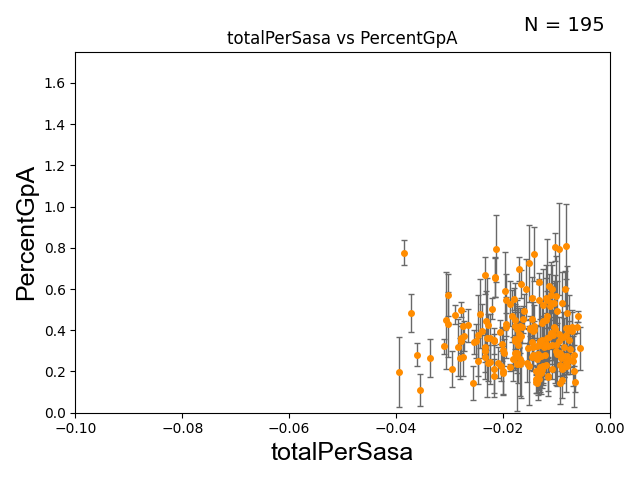 N = 195
totalPerSasa vs PercentGpA
PercentGpA
1.6
1.4
1.2
1.0
0.8
0.6
0.4
0.2
0.0
−0.10 −0.08 −0.06 −0.04 −0.02 0.00
totalPerSasa